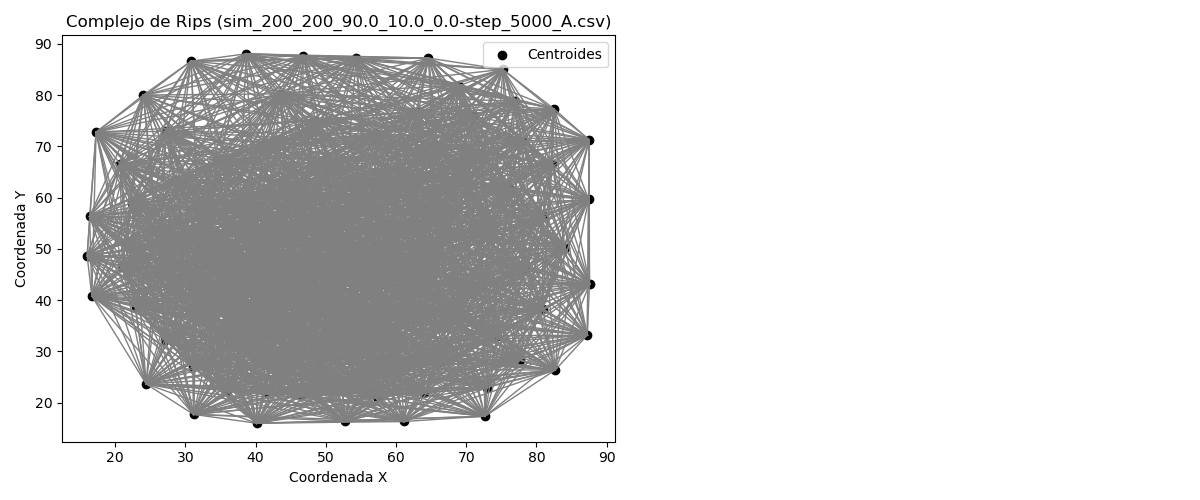 Complejo de Rips (sim_200_200_90.0_10.0_0.0-step_5000_A.csv)
Centroides
90
80
70
60
50
40
30
20
Coordenada Y
20 30 40 50 60 70 80 90
Coordenada X